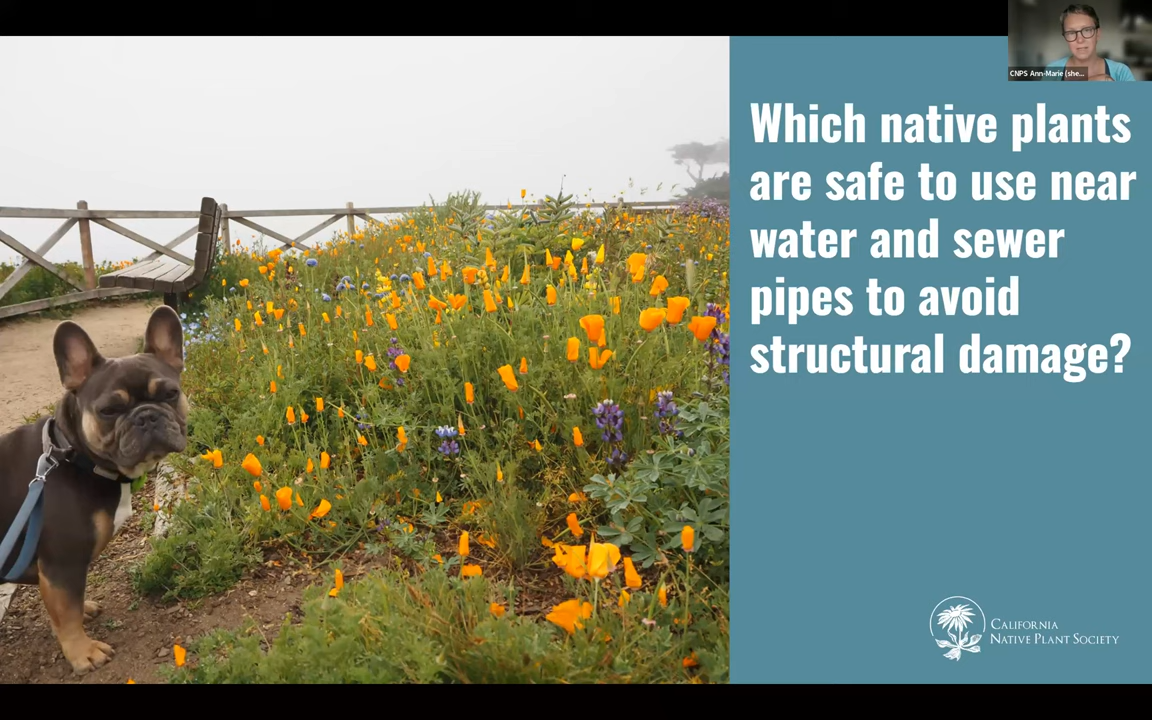 CNPS Ann-Marie (she...
Which native plants
are safe to use near
water and sewer
pipes to avoid
structural damage?
CALIFORNIA
NATIVE PLANT SOCIETY